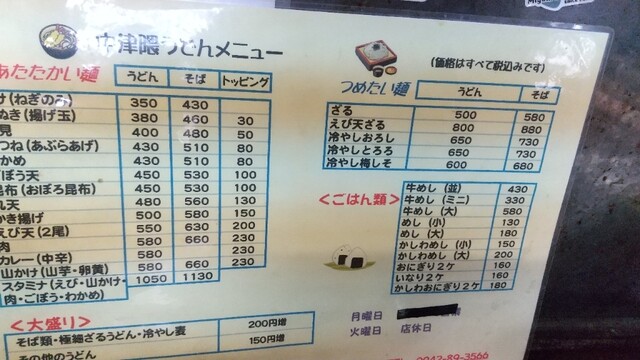 中津隈うどんメニュー
あたたかい麺 うどん そば トッピング
け(ねぎのみ) 350 430
ぬき(揚げ玉) 380 460 30
見 400 480 50
つね(あぶらあげ) 430 510 80
かめ 430 510 80
ぼう天 450 530 100
昆布(おぼろ昆布) 450 530 100
丸天 480 560 130
かき揚げ 500 580 150
えび天(2尾) 550 630 200
肉 580 660 230
カレー(中辛) 580 230
山かけ(山芋・卵黄) 580 660 230
スタミナ(えび・山かけ・ 1050 1130
肉・ごぼう・わかめ)
<大盛り>
そば類・極細ざるうどん・冷やし麦 200円増
その他のうどん 150円増
(価格はすべて税込みです)
つめたい麺 うどん そば
ざる 500 580
えび天ざる 800 880
冷やしおろし 650 730
冷やしとろろ 650 730
冷やし梅しそ 600 680
<ごはん類>
牛めし(並) 430
牛めし(ミニ) 330
牛めし(大) 580
めし(小) 130
めし(大) 180
かしわめし(小) 150
かしわめし(大) 200
おにぎり2ケ 160
いなり2ケ 160
かしわおにぎり2ケ 180
月曜日
火曜日 店休日
TEL 0942-89-3566